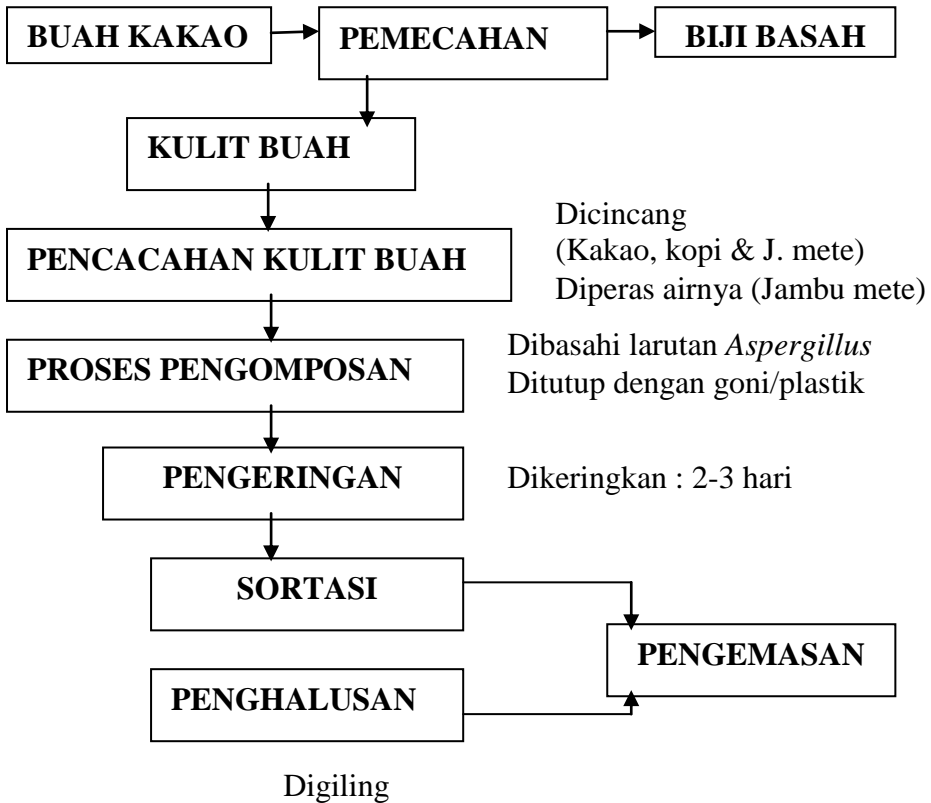 BUAH KAKAO
PEMECAHAN
BIJI BASAH
KULIT BUAH
PENCACAHAN KULIT BUAH
Dicincang
(Kakao, kopi & J. mete)
Diperas airnya (Jambu mete)
PROSES PENGOMPOSAN
Dibasahi larutan Aspergillus
Ditutup dengan goni/plastik
PENGERINGAN
Dikeringkan : 2-3 hari
SORTASI
PENGEMASAN
PENGHALUSAN
Digiling